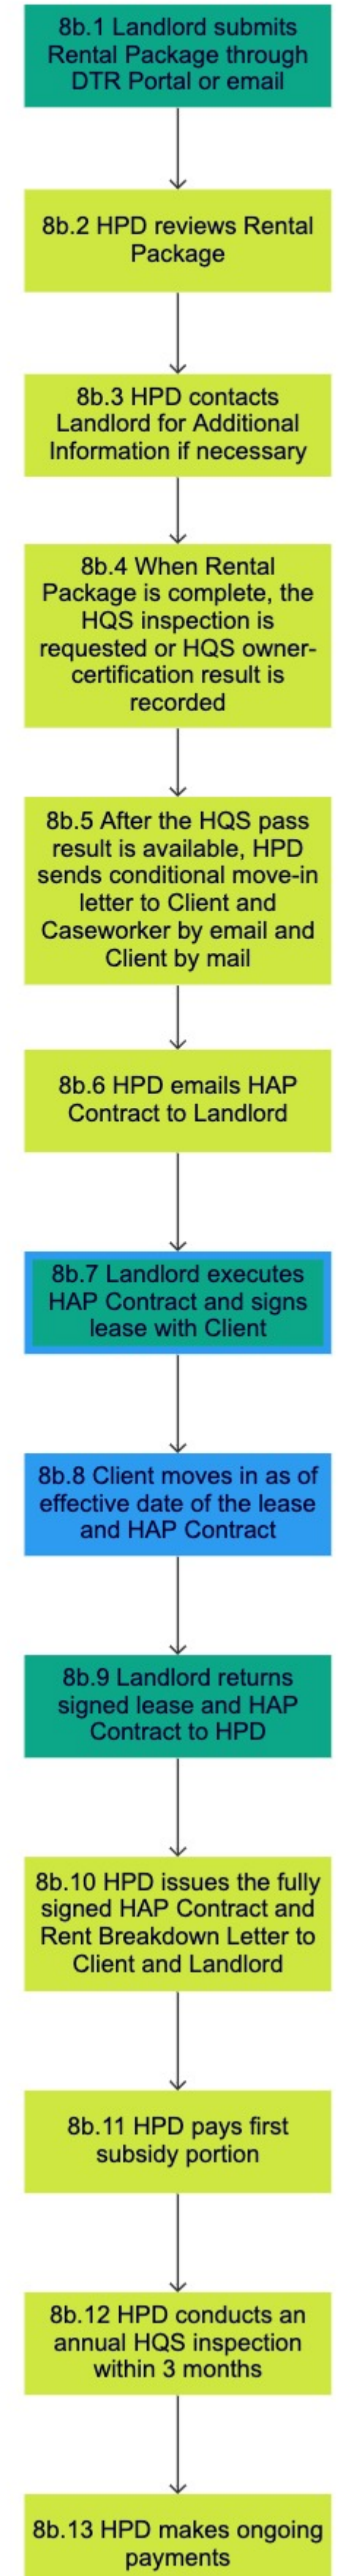 8b.1 Landlord submits
Rental Package through
DTR Portal or email
8b.2 HPD reviews Rental
Package
8b.3 HPD contacts
Landlord for Additional
Information if necessary
8b.4 When Rental
Package is complete, the
HQS inspection is
requested or HQS owner-
certification result is
recorded
8b.5 After the HQS pass
result is available, HPD
sends conditional move-in
letter to Client and
Caseworker by email and
Client by mail
8b.6 HPD emails HAP
Contract to Landlord
8b.7 Landlord executes
HAP Contract and signs
lease with Client
8b.8 Client moves in as of
effective date of the lease
and HAP Contract
8b.9 Landlord returns
signed lease and HAP
Contract to HPD
8b.10 HPD issues the fully
signed HAP Contract and
Rent Breakdown Letter to
Client and Landlord
8b.11 HPD pays first
subsidy portion
8b.12 HPD conducts an
annual HQS inspection
within 3 months
8b.13 HPD makes ongoing
payments